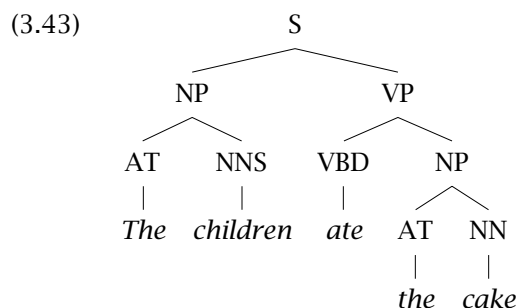 (3.43) S
NP VP
AT NNS VBD NP
The children ate AT NN
the cake